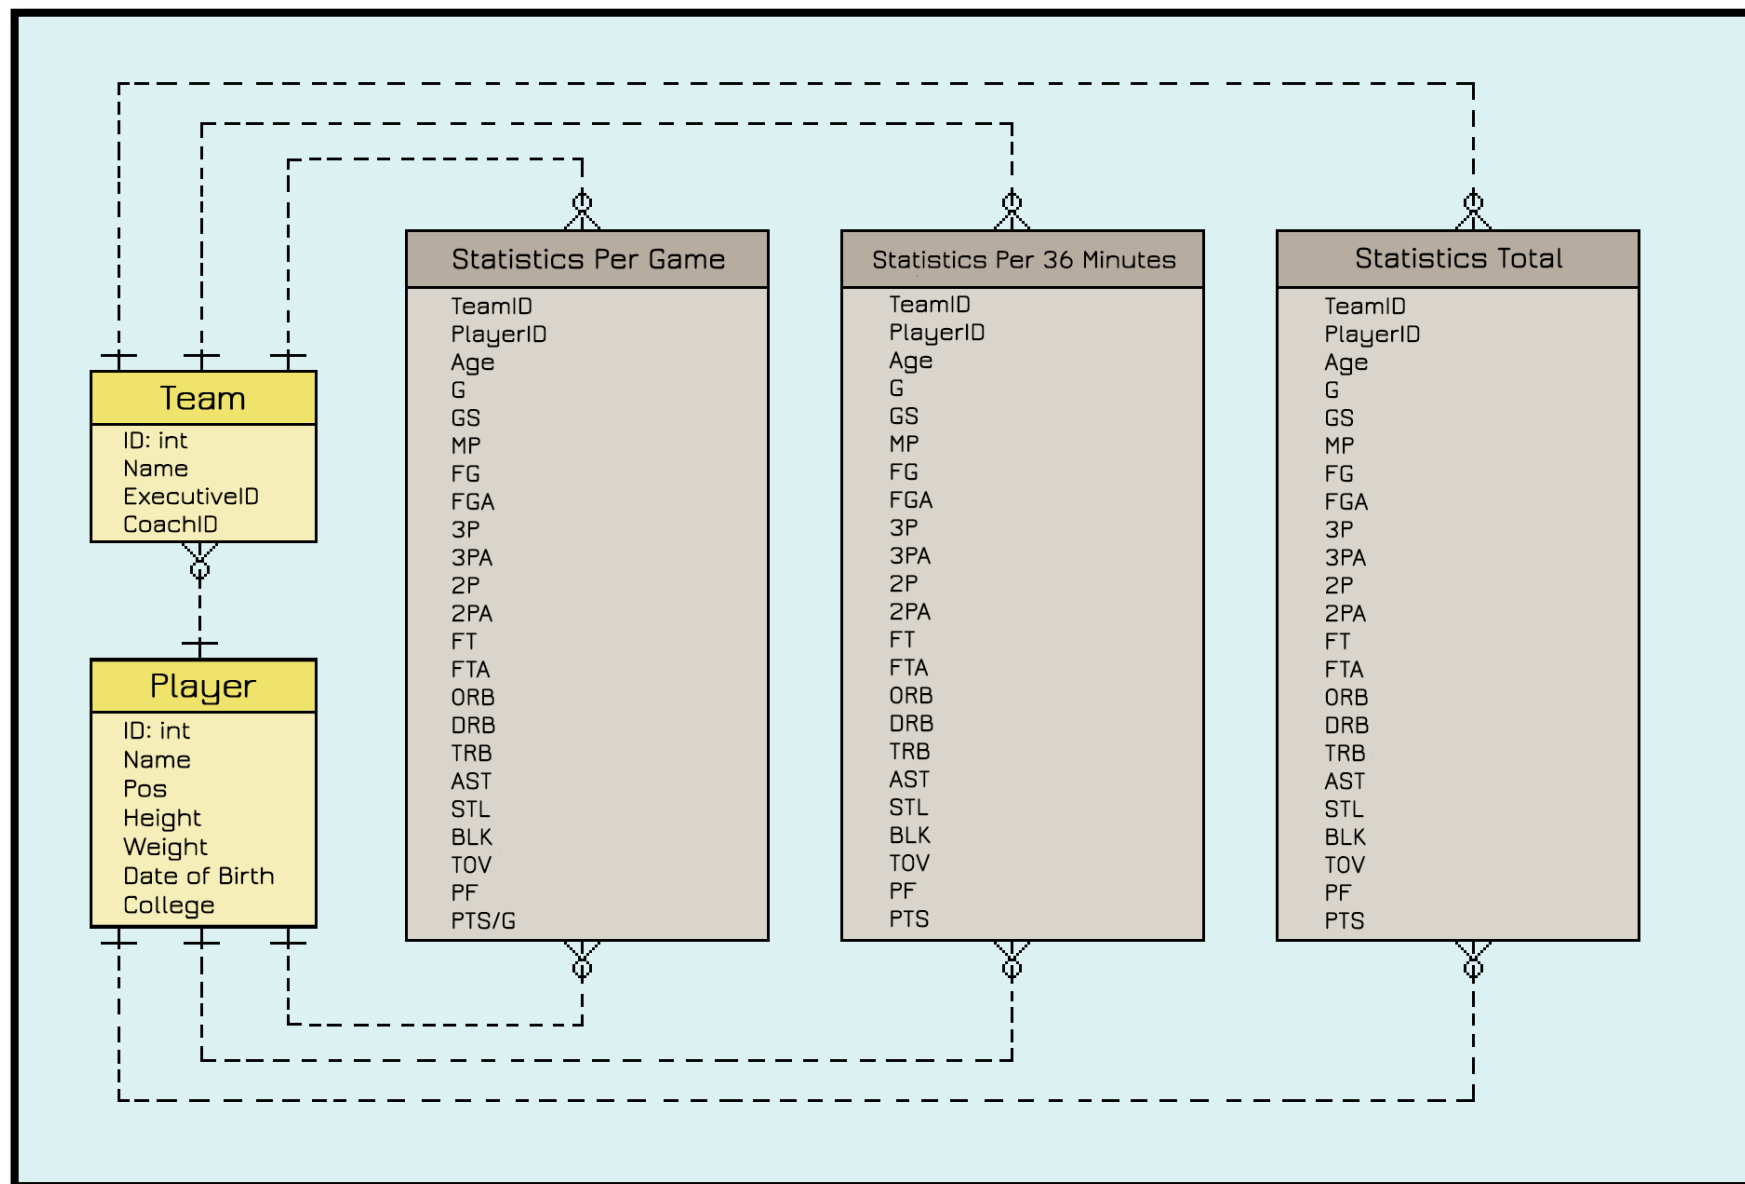 Team
ID: int
Name
ExecutiveID
CoachID
Player
ID: int
Name
Pos
Height
Weight
Date of Birth
College
Statistics Per Game
TeamID
PlayerID
Age
G
GS
MP
FG
FGA
3P
3PA
2P
2PA
FT
FTA
ORB
DRB
TRB
AST
STL
BLK
TOV
PF
PTS/G
Statistics Per 36 Minutes
TeamID
PlayerID
Age
G
GS
MP
FG
FGA
3P
3PA
2P
2PA
FT
FTA
ORB
DRB
TRB
AST
STL
BLK
TOV
PF
PTS
Statistics Total
TeamID
PlayerID
Age
G
GS
MP
FG
FGA
3P
3PA
2P
2PA
FT
FTA
ORB
DRB
TRB
AST
STL
BLK
TOV
PF
PTS